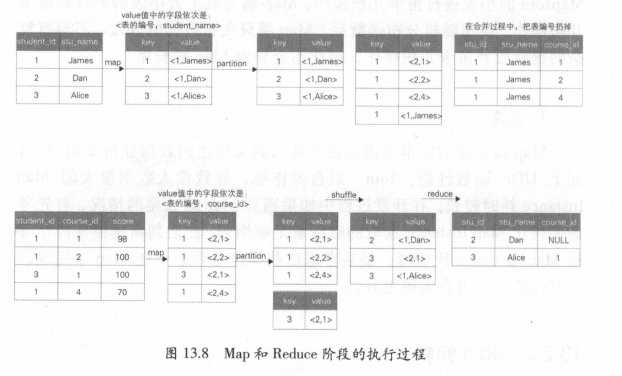 value值中的字段依次是:
<表的编号, student_name>
student_id stu_name
1 James
2 Dan
3 Alice
map
key value
1 <1,James>
2 <1,Dan>
3 <1,Alice>
partition
key value
1 <1,James>
2 <1,Dan>
3 <1,Alice>
key value
1 <2,1>
1 <2,2>
1 <2,4>
1 <1,James>
在合并过程中，把表编号扔掉
stu_id stu_name course_id
1 James 1
1 James 2
1 James 4
value值中的字段依次是:
<表的编号, course_id>
student_id course_id score
1 1 98
1 2 100
3 1 100
1 4 70
map
key value
1 <2,1>
1 <2,2>
3 <2,1>
1 <2,4>
partition
key value
1 <2,1>
1 <2,2>
1 <2,4>
key value
3 <2,1>
shuffle
key value
2 <1,Dan>
3 <2,1>
3 <1,Alice>
reduce
stu_id stu_name course_id
2 Dan NULL
3 Alice 1
图 13.8 Map 和 Reduce 阶段的执行过程